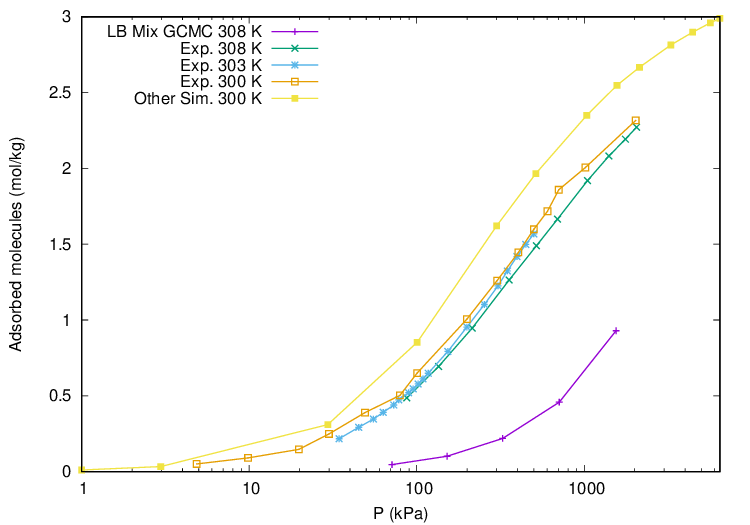 LB Mix GCMC 308 K
Exp. 308 K
Exp. 303 K
Exp. 300 K
Other Sim. 300 K
3
2.5
2
1.5
1
0.5
0
Adsorbed molecules (mol/kg)
1 10 100 1000
P (kPa)